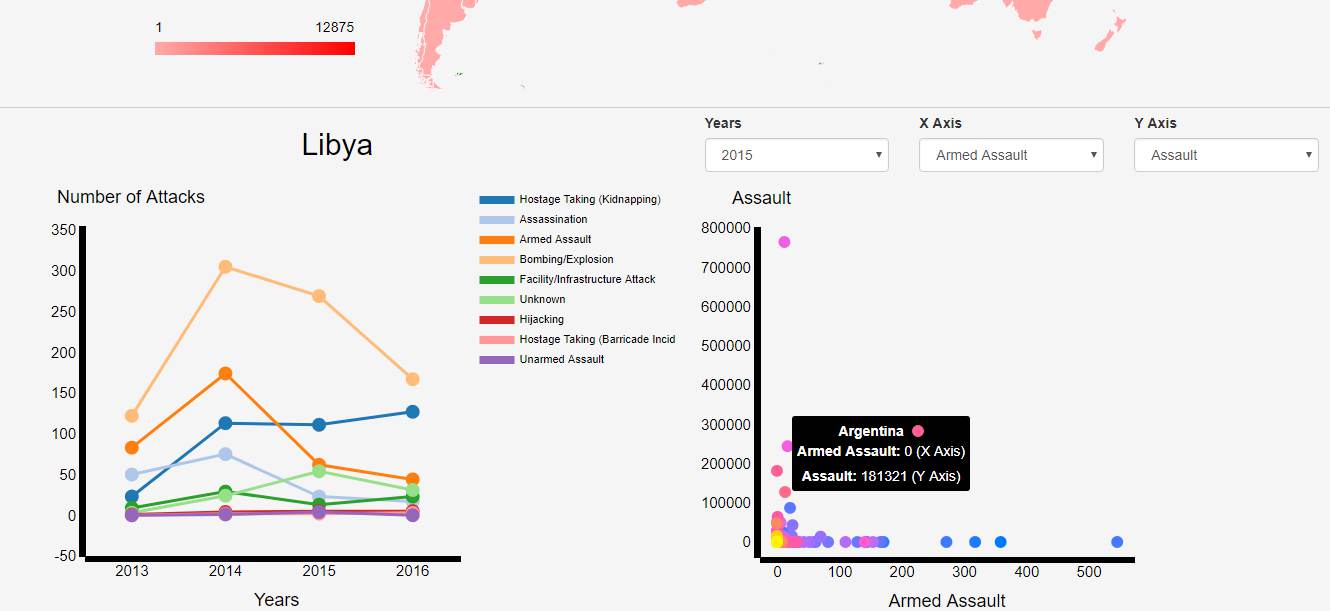 1 12875
Libya
Number of Attacks
350
300
250
200
150
100
50
0
-50
2013 2014 2015 2016
Years
Hostage Taking (Kidnapping)
Assassination
Armed Assault
Bombing/Explosion
Facility/Infrastructure Attack
Unknown
Hijacking
Hostage Taking (Barricade Incid
Unarmed Assault
Years X Axis Y Axis
2015 Armed Assault Assault
Assault
800000
700000
600000
500000
400000
300000
200000
100000
0
Argentina
Armed Assault: 0 (X Axis)
Assault: 181321 (Y Axis)
0 100 200 300 400 500
Armed Assault